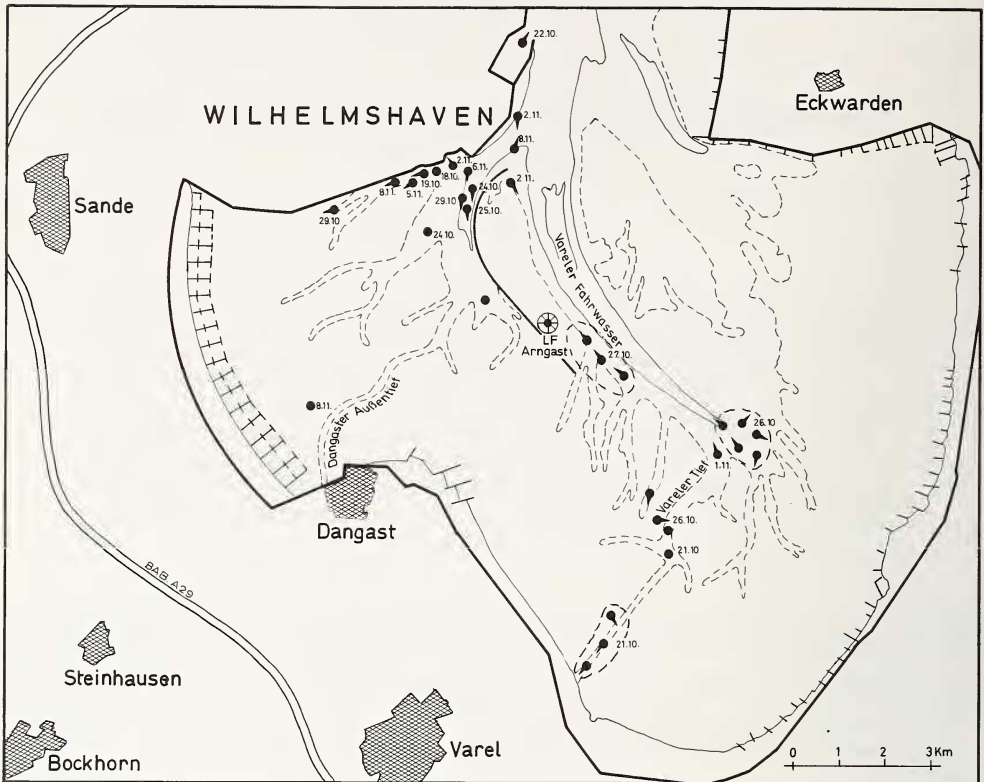 22.10.
Eckwarden
WILHELMSHAVEN
2.11.
8.11.
2.11.
6.11.
18.10.
19.10.
5.11.
8.11.
24.10.
2.11.
29.10
25.10.
29.10
24.10.
Sande
Vareler Fahrwasser
LF
Arngast
27.10.
8.11.
Dangaster Außentief
26.10
1.11.
Vareler Tief
Dangast
26.10.
21.10
BAB A29
21.10.
Steinhausen
Varel
Bockhorn
0 1 2 3Km